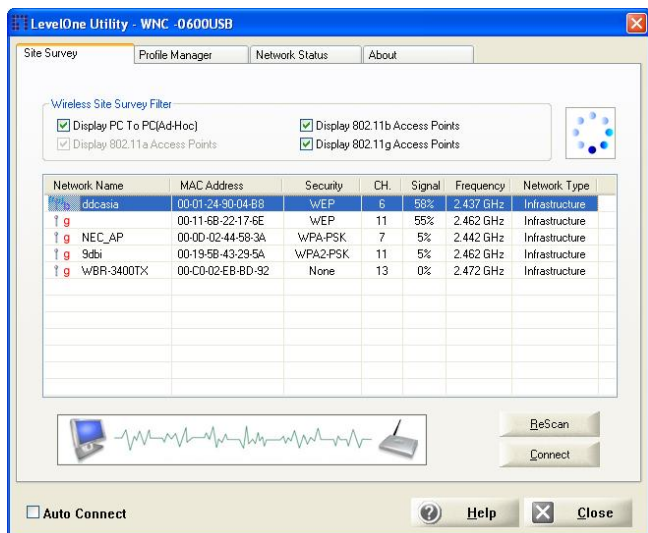 LevelOne Utility - WNC -0600USB
Site Survey Profile Manager Network Status About
Wireless Site Survey Filter
Display PC To PC(Ad-Hoc) Display 802.11b Access Points
Display 802.11a Access Points Display 802.11g Access Points
Network Name MAC Address Security CH. Signal Frequency Network Type
b ddcasia 00-01-24-90-04-B8 WEP 6 58% 2.437 GHz Infrastructure
g 00-11-6B-22-17-6E WEP 11 55% 2.462 GHz Infrastructure
g NEC_AP 00-0D-02-44-58-3A WPA-PSK 7 5% 2.442 GHz Infrastructure
g 9dbi 00-19-5B-43-29-5A WPA2-PSK 11 5% 2.462 GHz Infrastructure
g WBR-3400TX 00-C0-02-EB-BD-92 None 13 0% 2.472 GHz Infrastructure
ReScan
Connect
Auto Connect Help Close